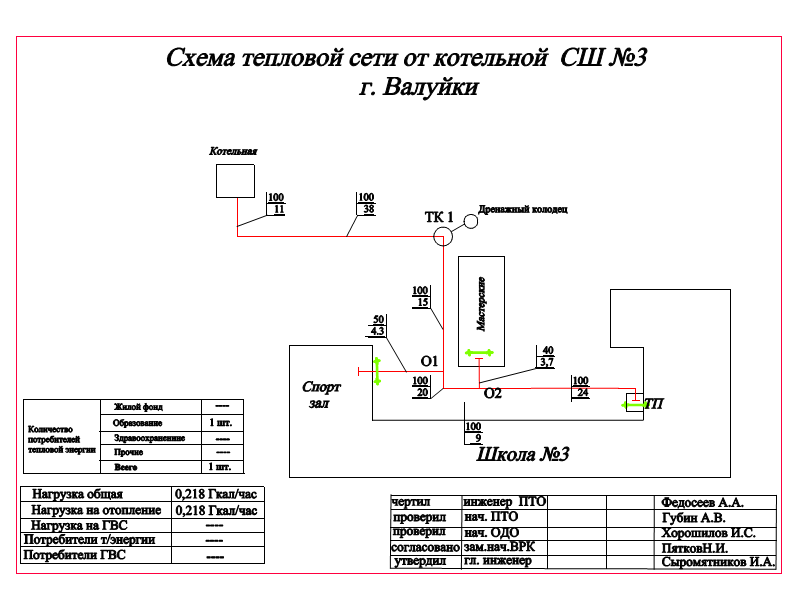 Схема тепловой сети от котельной СШ №3
г. Валуйки
Котельная
100
11
100
38
ТК 1
Дренажный колодец
100
15
Мастерские
50
4.3
О1
40
3,7
Спорт
зал
100
20
О2
100
24
ТП
100
9
Школа №3
Количество
потребителей
тепловой энергии
Жилой фонд ----
Образование 1 шт.
Здравоохранениие ----
Прочие ----
Всего 1 шт.
Нагрузка общая 0,218 Гкал/час
Нагрузка на отопление 0,218 Гкал/час
Нагрузка на ГВС ----
Потребители т/энергии ----
Потребители ГВС ----
чертил инженер ПТО Федосеев А.А.
проверил нач. ПТО Губин А.В.
проверил нач. ОДО Хорошилов И.С.
согласовано зам.нач.ВРК ПятковН.И.
утвердил гл. инженер Сыромятников И.А.